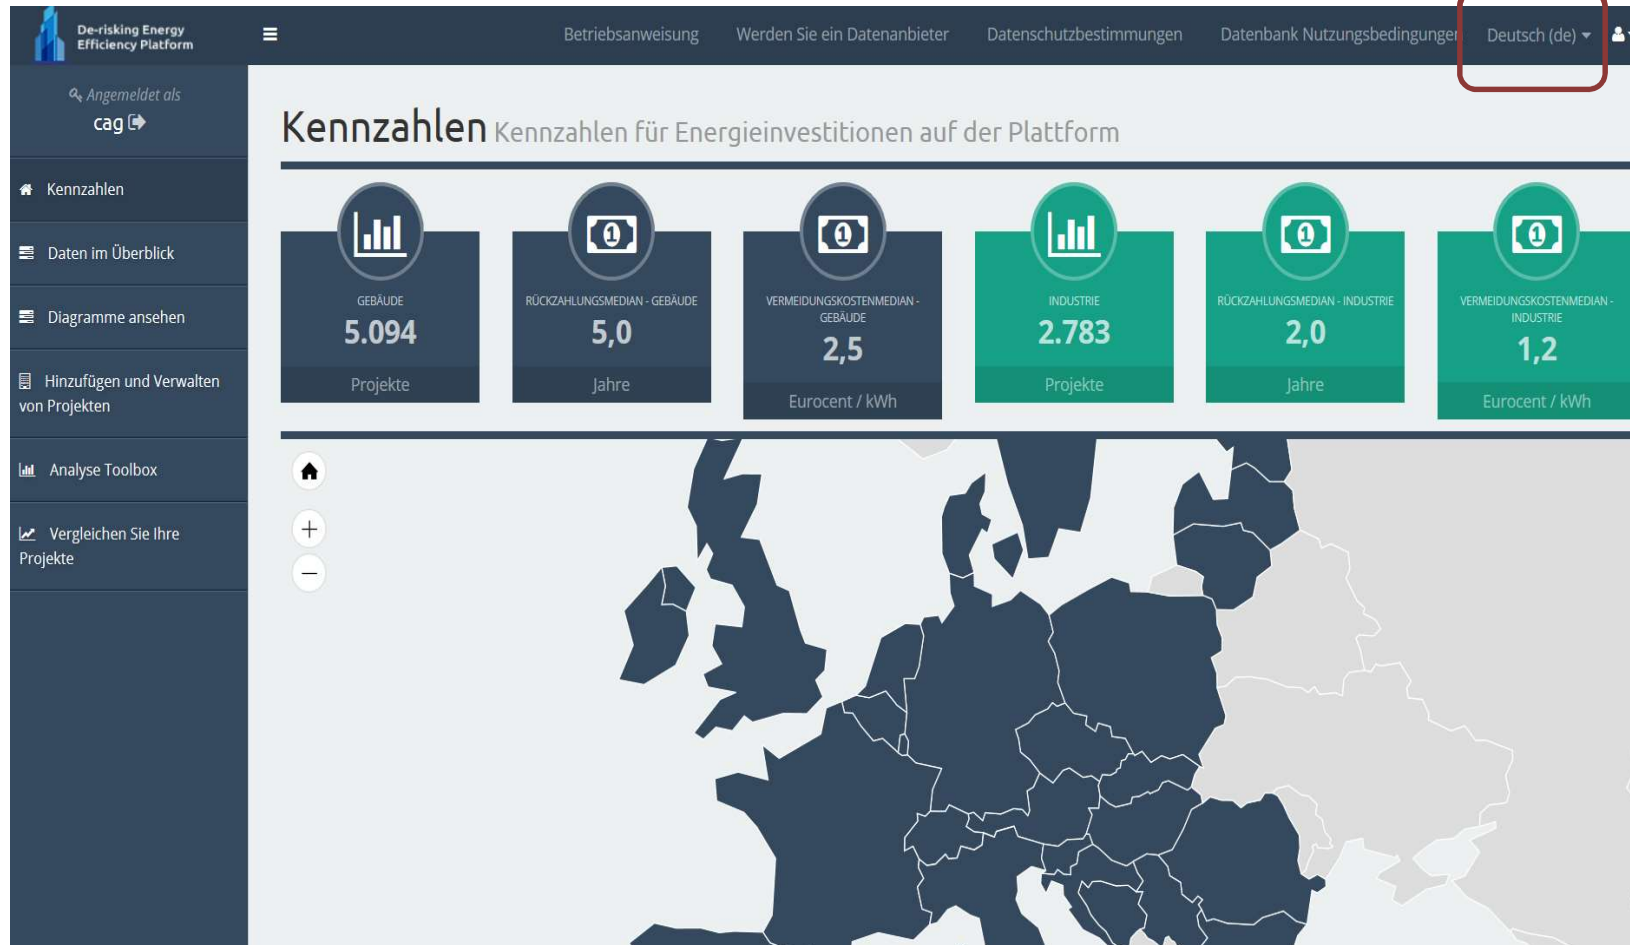 De-risking Energy
Efficiency Platform
Betriebsanweisung Werden Sie ein Datenanbieter Datenschutzbestimmungen Datenbank Nutzungsbedingungen Deutsch (de)
Angemeldet als
cag
Kennzahlen
Daten im Überblick
Diagramme ansehen
Hinzufügen und Verwalten
von Projekten
Analyse Toolbox
Vergleichen Sie Ihre
Projekte
Kennzahlen Kennzahlen für Energieinvestitionen auf der Plattform
GEBÄUDE
5.094
Projekte
RÜCKZAHLUNGSMEDIAN - GEBÄUDE
5,0
Jahre
VERMEIDUNGSKOSTENMEDIAN -
GEBÄUDE
2,5
Eurocent / kWh
INDUSTRIE
2.783
Projekte
RÜCKZAHLUNGSMEDIAN - INDUSTRIE
2,0
Jahre
VERMEIDUNGSKOSTENMEDIAN -
INDUSTRIE
1,2
Eurocent / kWh